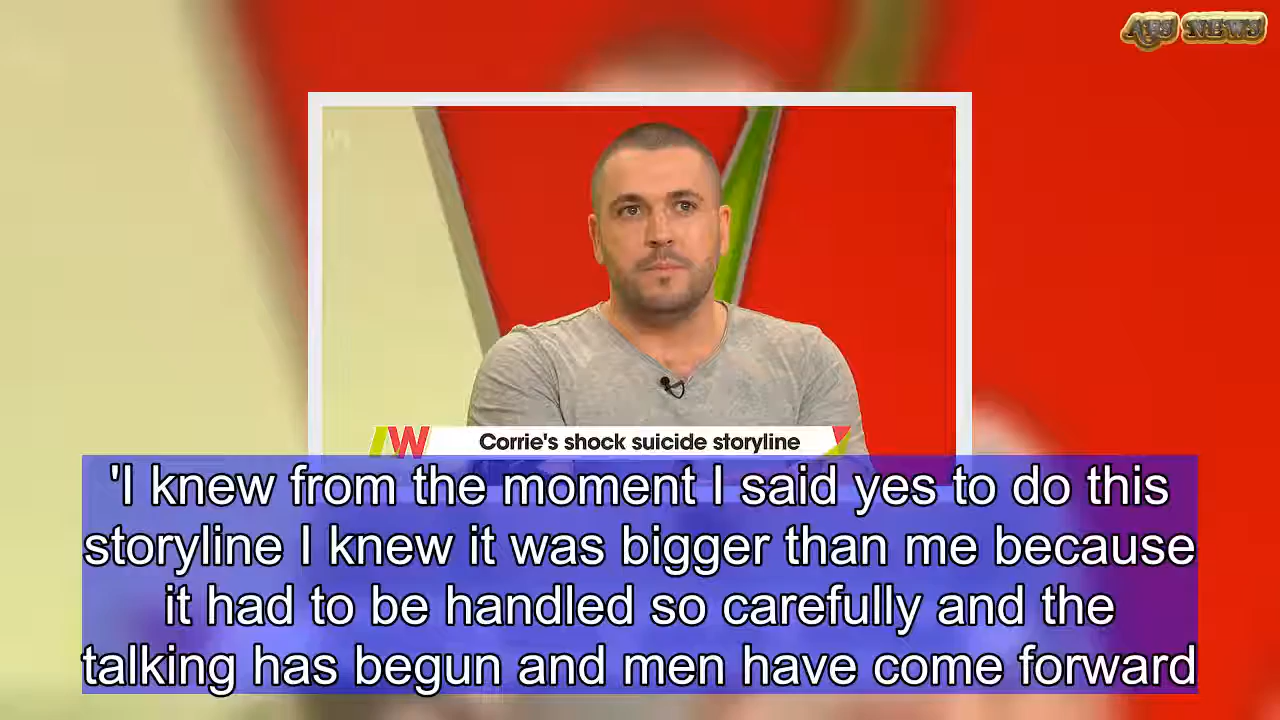 AFS NEWS
W
Corrie's shock suicide storyline
'I knew from the moment I said yes to do this
storyline I knew it was bigger than me because
it had to be handled so carefully and the
talking has begun and men have come forward